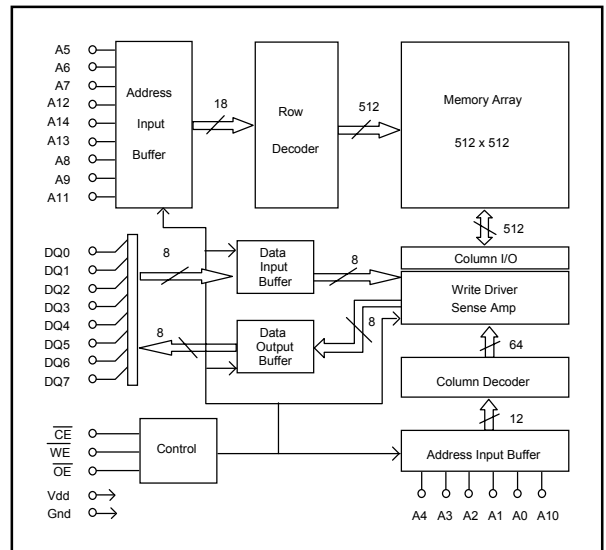 A5
A6
A7
A12
A14
A13
A8
A9
A11
Address
Input
Buffer
18
Row
Decoder
512
Memory Array
512 x 512
512
DQ0
DQ1
DQ2
DQ3
DQ4
DQ5
DQ6
DQ7
8
Data
Input
Buffer
8
Column I/O
Write Driver
Sense Amp
8
Data
Output
Buffer
8
64
Column Decoder
12
CE
WE
OE
Control
Address Input Buffer
Vdd
Gnd
A4 A3 A2 A1 A0 A10